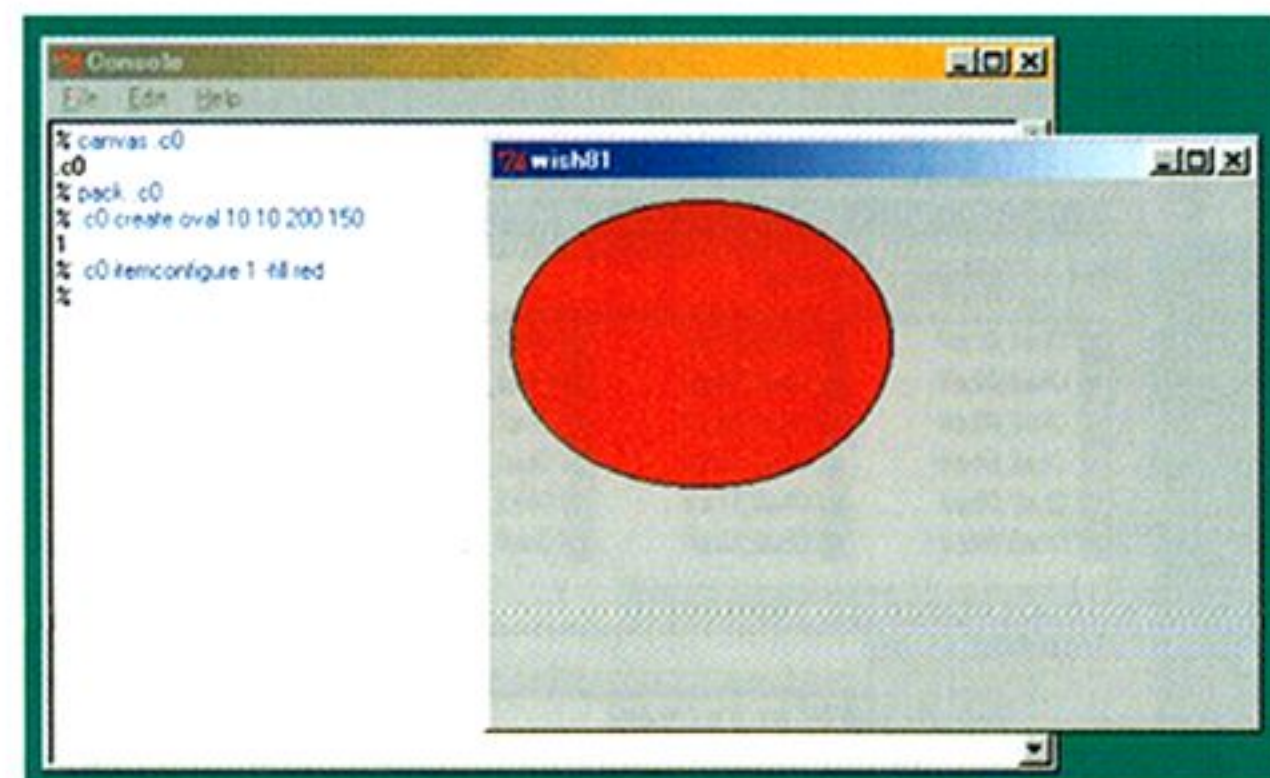 Console
File Edit Help
% canvas .c0
.c0
% pack .c0
% .c0 create oval 10 10 200 150
1
% .c0 itemconfigure 1 -fill red
%
wish81